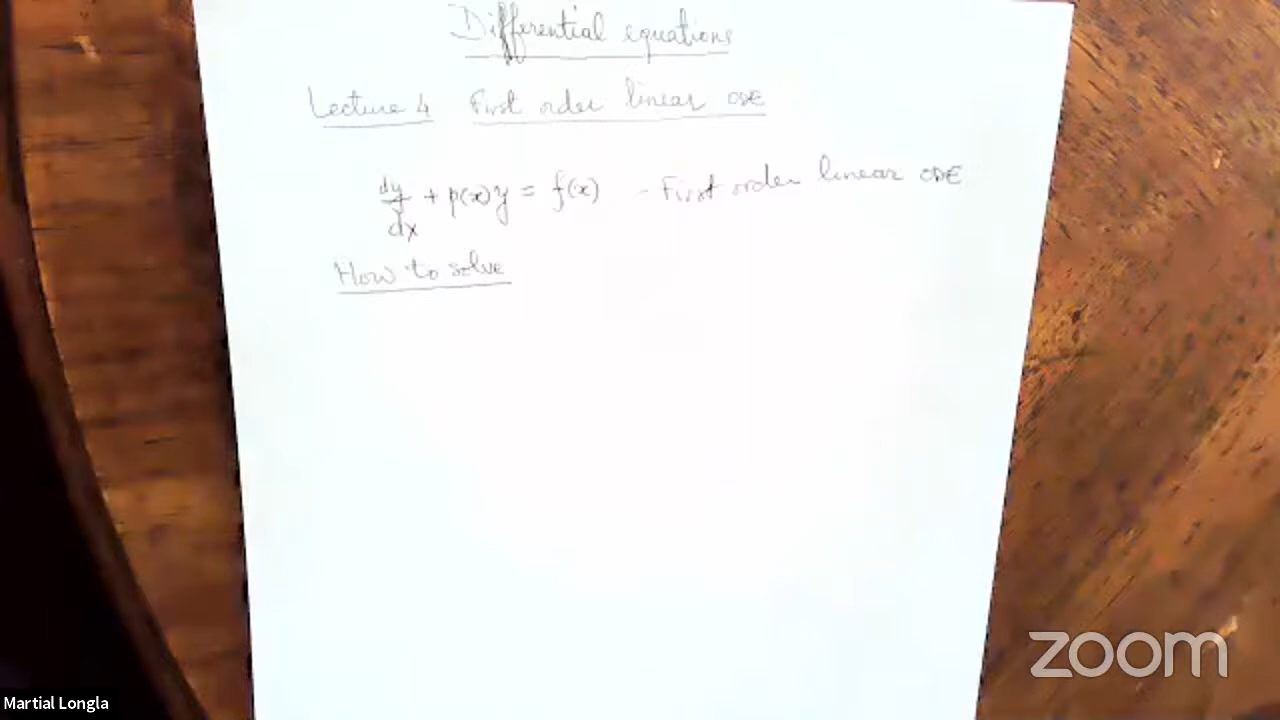 Differential equations
Lecture 4 First order linear ODE
dy/dx + p(x)y = f(x) - First order linear ODE
How to solve
zoom
Martial Longla